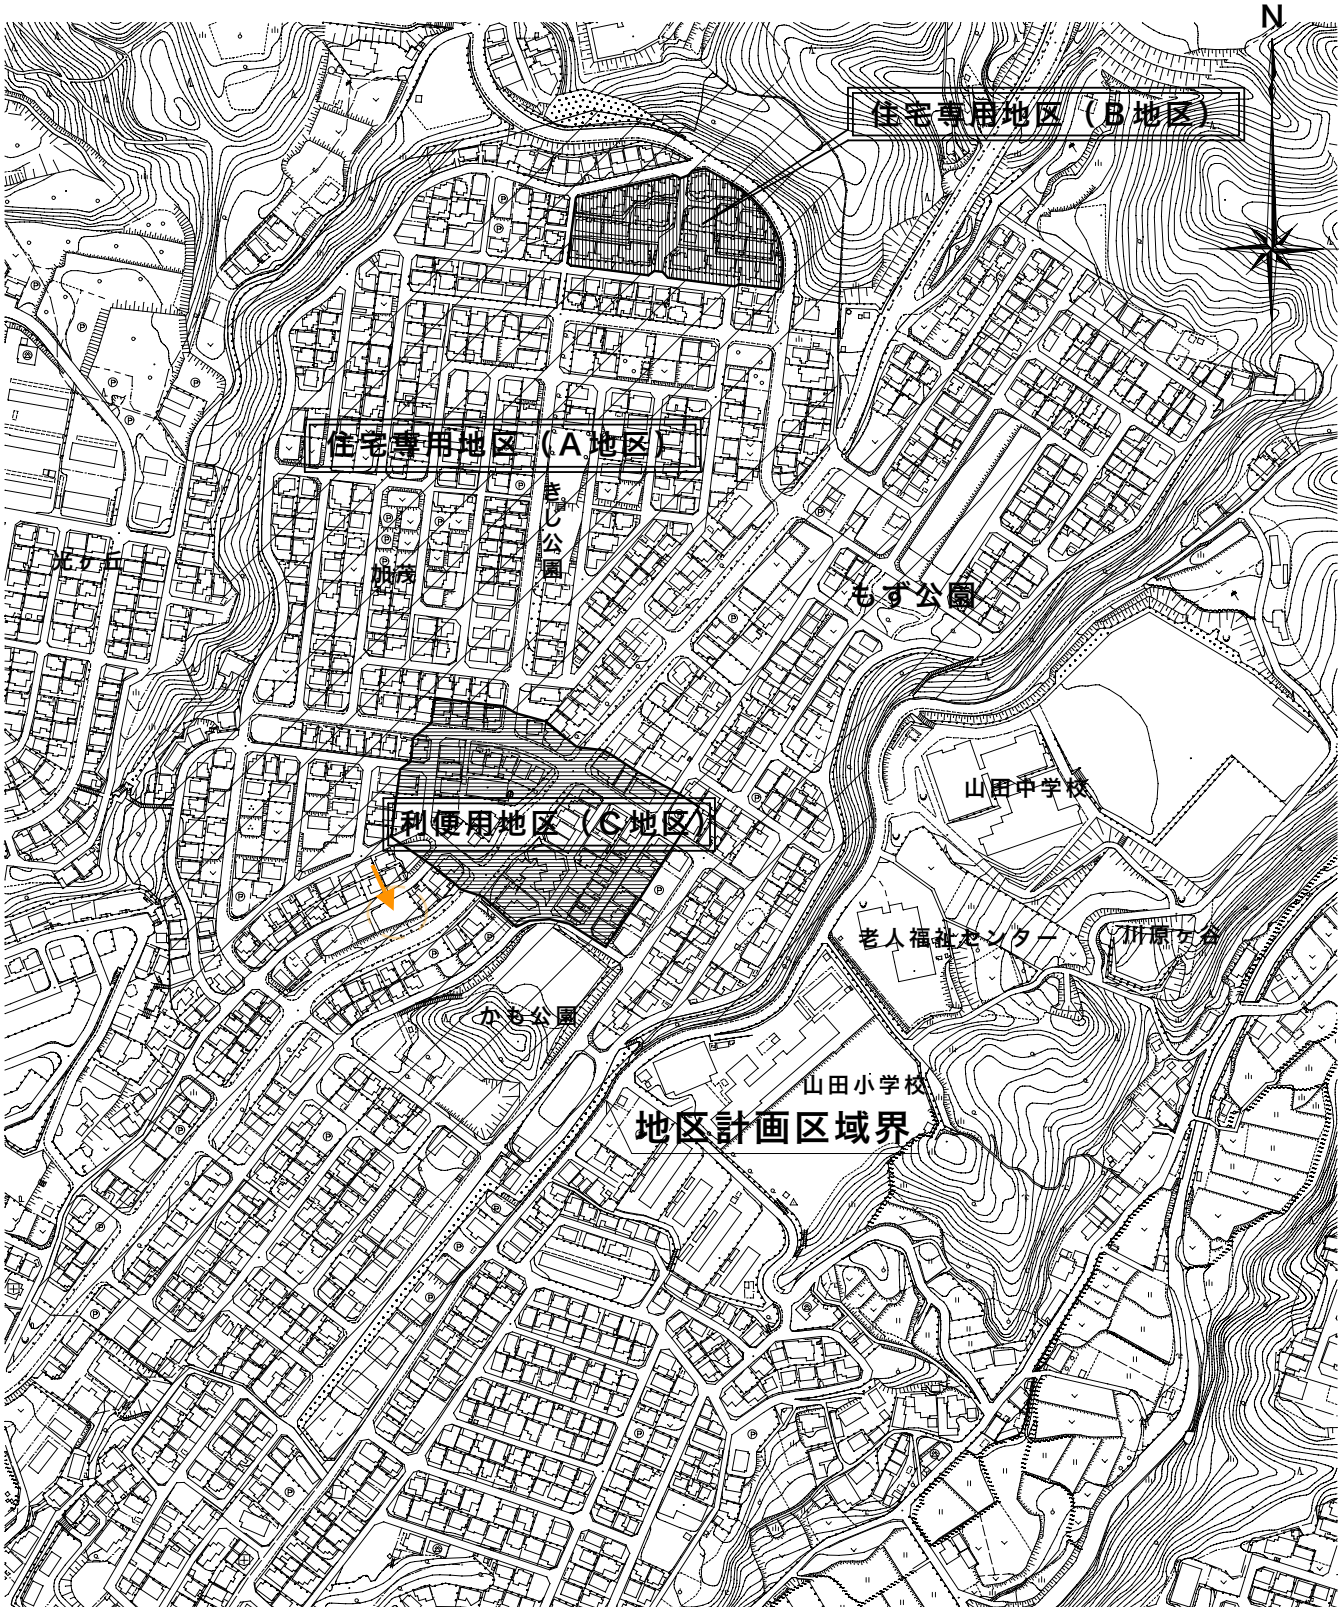 N
住宅専用地区（B地区）
住宅専用地区（A地区）
きじ公園
光ヶ丘
加茂
もず公園
山田中学校
利便用地区（C地区）
老人福祉センター
川原ケ谷
かも公園
山田小学校
地区計画区域界